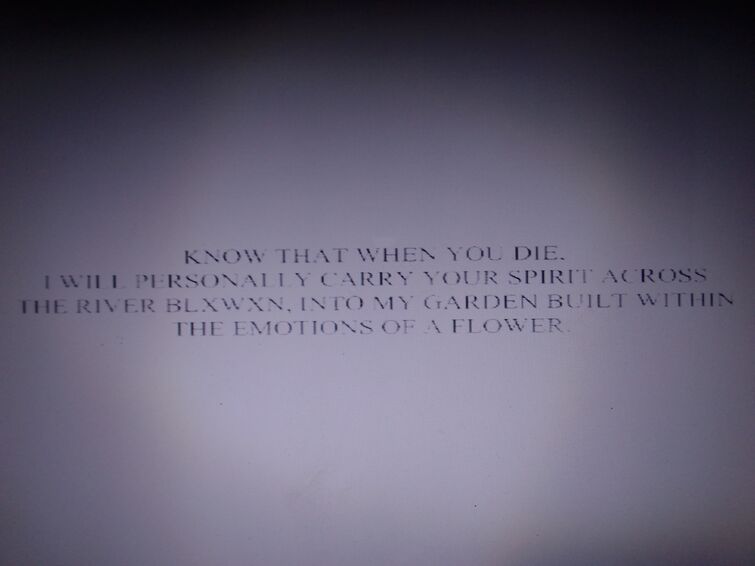 KNOW THAT WHEN YOU DIE.
I WILL PERSONALLY CARRY YOUR SPIRIT ACROSS
THE RIVER BLXWXN, INTO MY GARDEN BUILT WITHIN
THE EMOTIONS OF A FLOWER.